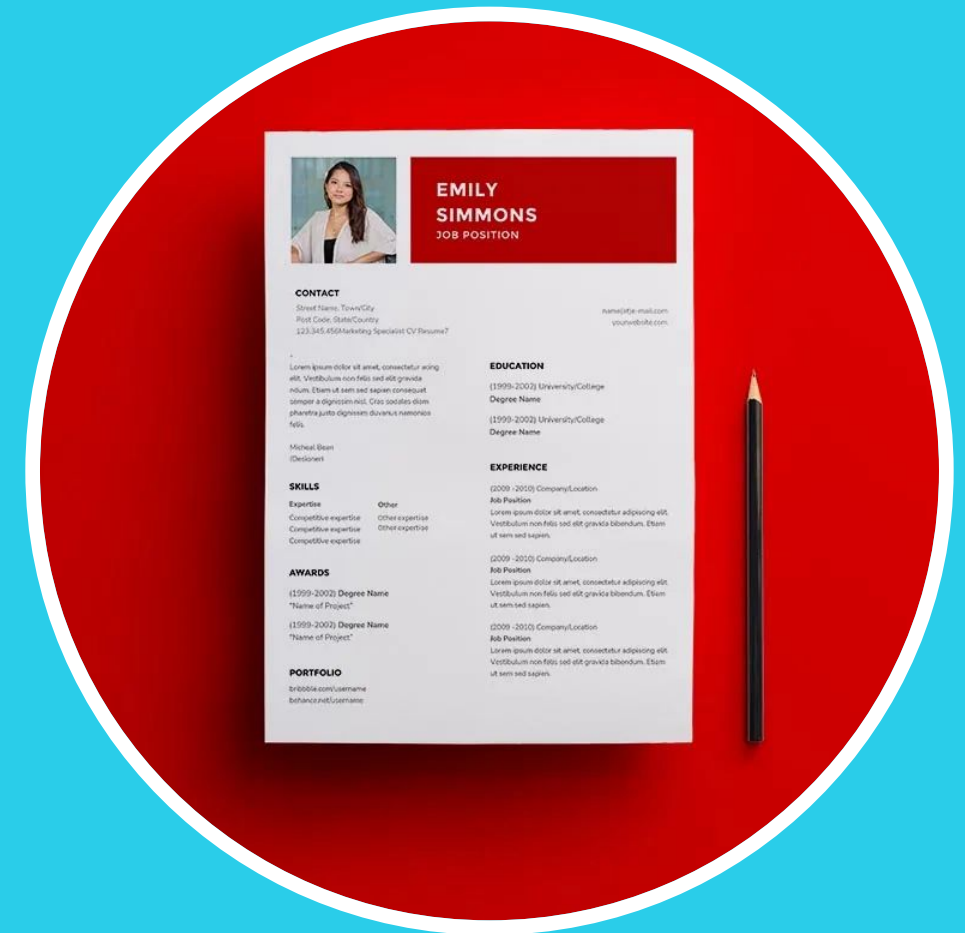 EMILY
SIMMONS
JOB POSITION
CONTACT
Street Name, Town/City
Post Code, State/Country
123.345.456Marketing Specialist CV Resume7
name(at)e-mail.com
yourwebsite.com
Lorem ipsum dolor sit amet, consectetur acing
elit. Vestibulum non felis sed elit gravida
ndum. Etiam ut sem sed sapien consequat
semper a dignissim nisl. Cras sodales diam
pharetra justo dignissim duvanus namonios
felis.
Micheal Bean
(Designer)
SKILLS
Expertise
Competitive expertise
Competitive expertise
Competitive expertise
Other
Other expertise
Other expertise
AWARDS
(1999-2002) Degree Name
"Name of Project"
(1999-2002) Degree Name
"Name of Project"
PORTFOLIO
bribbble.com/username
behance.net/username
EDUCATION
(1999-2002) University/College
Degree Name
(1999-2002) University/College
Degree Name
EXPERIENCE
(2009 -2010) Company/Location
Job Position
Lorem ipsum dolor sit amet, consectetur adipiscing elit.
Vestibulum non felis sed elit gravida bibendum. Etiam
ut sem sed sapien.
(2009 -2010) Company/Location
Job Position
Lorem ipsum dolor sit amet, consectetur adipiscing elit.
Vestibulum non felis sed elit gravida bibendum. Etiam
ut sem sed sapien.
(2009 -2010) Company/Location
Job Position
Lorem ipsum dolor sit amet, consectetur adipiscing elit.
Vestibulum non felis sed elit gravida bibendum. Etiam
ut sem sed sapien.